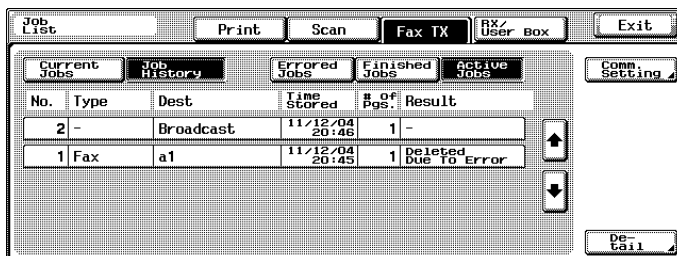 Job List
Print
Scan
Fax TX
RX/ User Box
Exit
Current Jobs
Job History
Errored Jobs
Finished Jobs
Active Jobs
Comm. Setting
No. Type Dest Time Stored # Of Pgs. Result
2 - Broadcast 11/12/04 20:46 1 -
1 Fax a1 11/12/04 20:45 1 Deleted Due To Error
De-tail